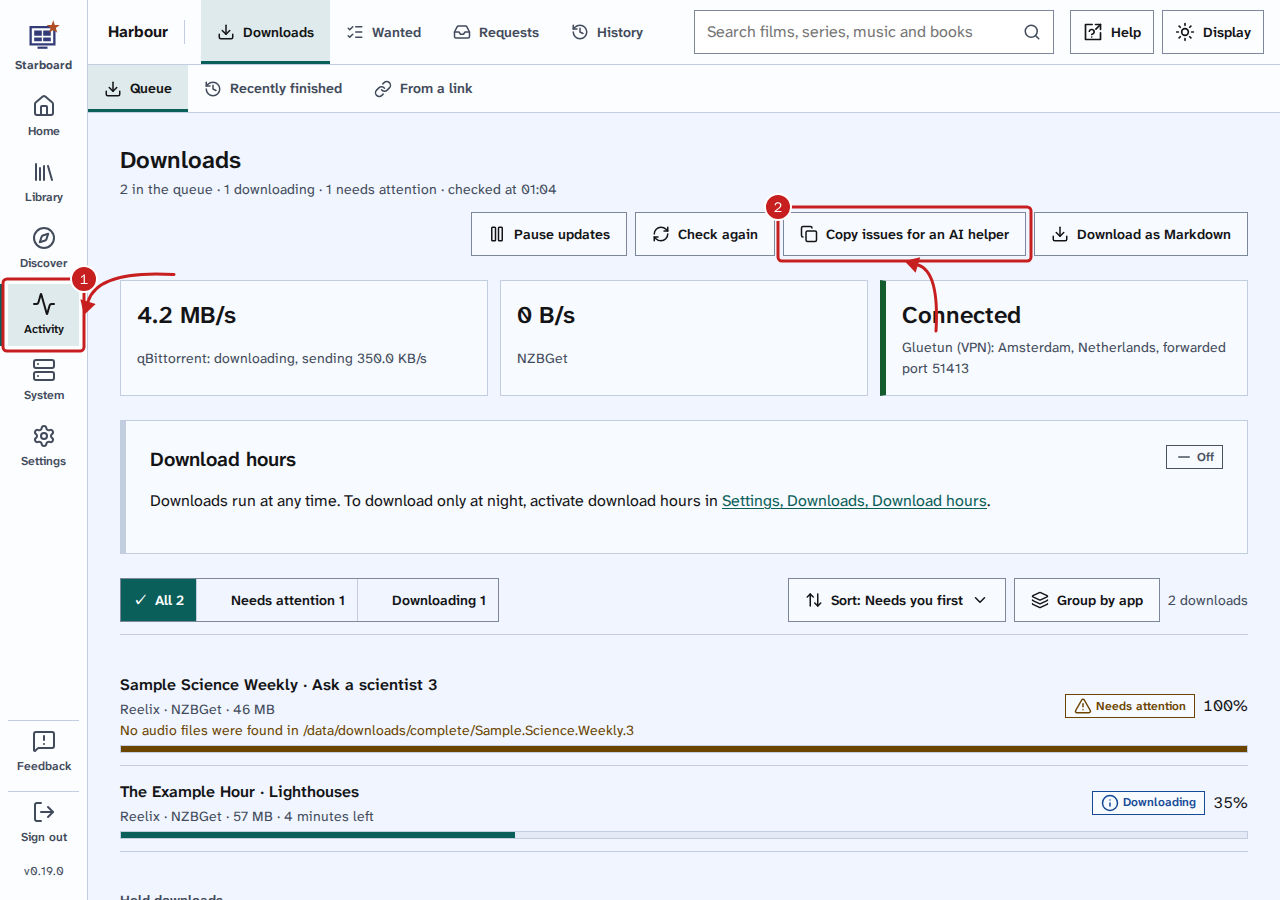 Starboard
Home
Library
Discover
1
Activity
System
Settings
Feedback
Sign out
v0.19.0
Harbour
Downloads
Wanted
Requests
History
Search films, series, music and books
Help
Display
Queue
Recently finished
From a link
Downloads
2 in the queue · 1 downloading · 1 needs attention · checked at 01:04
Pause updates
Check again
2
Copy issues for an AI helper
Download as Markdown
4.2 MB/s
qBittorrent: downloading, sending 350.0 KB/s
0 B/s
NZBGet
Connected
Gluetun (VPN): Amsterdam, Netherlands, forwarded
port 51413
Download hours
Off
Downloads run at any time. To download only at night, activate download hours in Settings, Downloads, Download hours.
✓ All 2
Needs attention 1
Downloading 1
Sort: Needs you first
Group by app
2 downloads
Sample Science Weekly · Ask a scientist 3
Reelix · NZBGet · 46 MB
No audio files were found in /data/downloads/complete/Sample.Science.Weekly.3
Needs attention
100%
The Example Hour · Lighthouses
Reelix · NZBGet · 57 MB · 4 minutes left
Downloading
35%
Held downloads